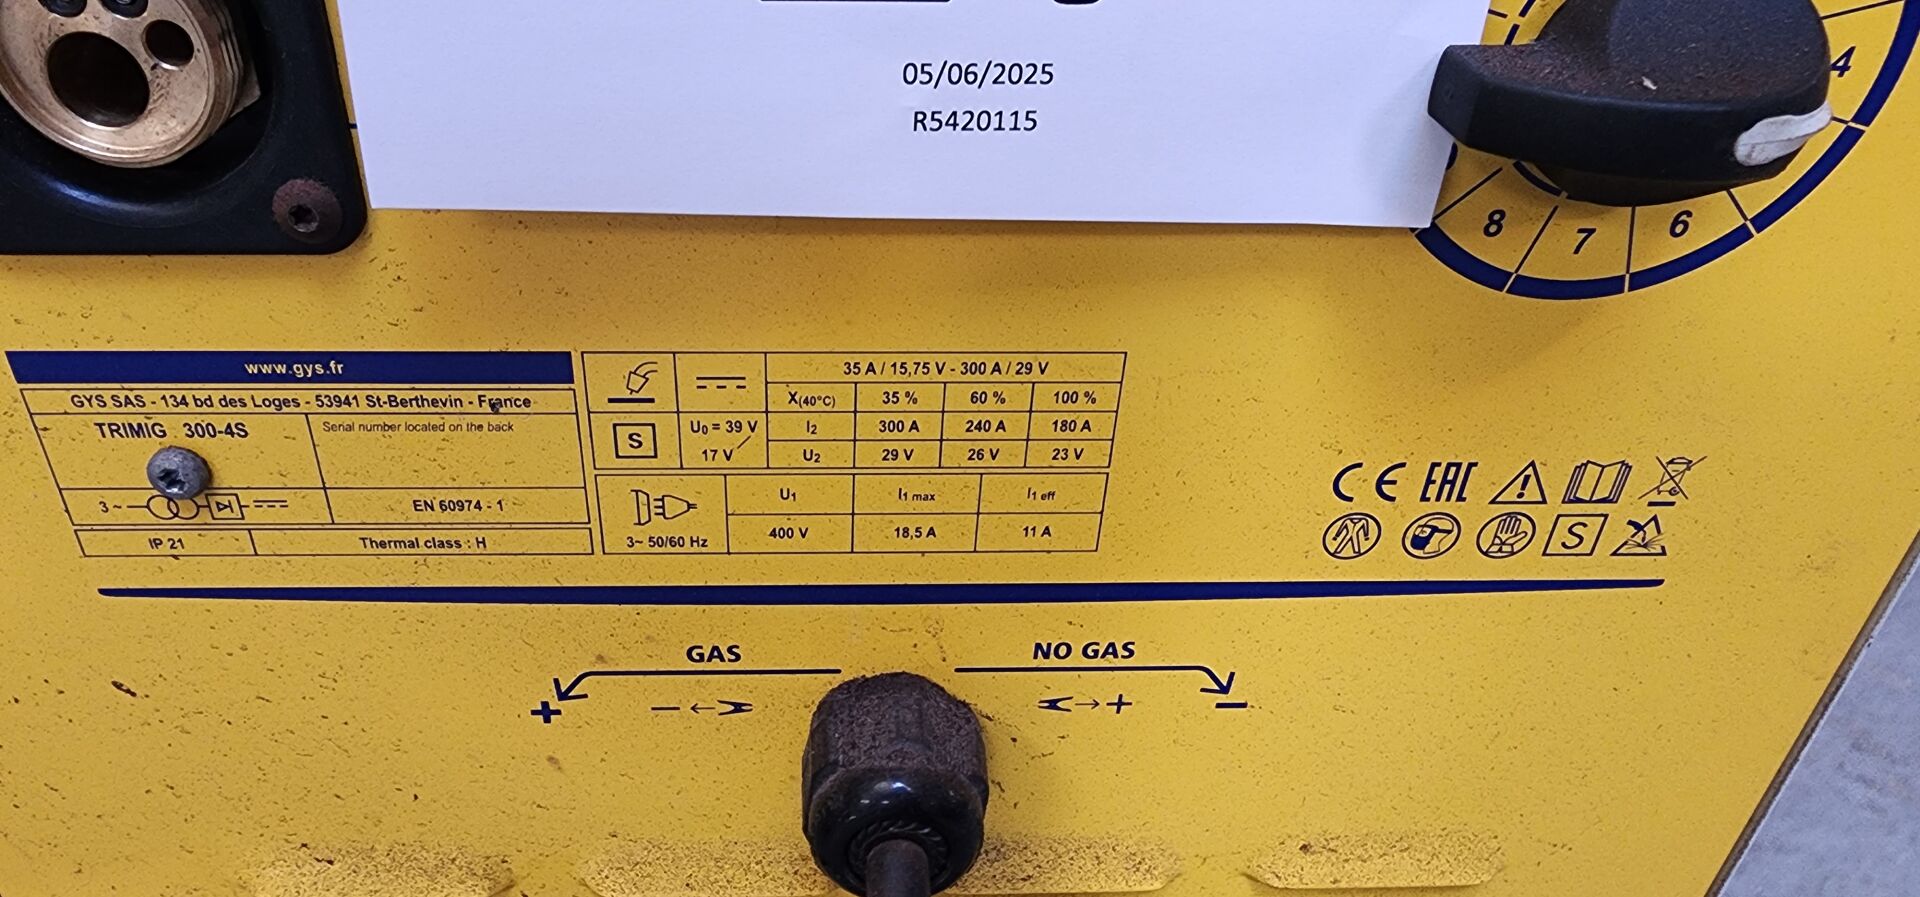 05/06/2025
R5420115
4
8 7 6
www.gys.fr
GYS SAS - 134 bd des Loges - 53941 St-Berthevin - France
TRIMIG 300-4S
Serial number located on the back
3~
EN 60974 - 1
IP 21
Thermal class : H
35 A / 15,75 V - 300 A / 29 V
X(40°C) 35 % 60 % 100 %
S
U0 = 39 V
17 V
I2 300 A 240 A 180 A
U2 29 V 26 V 23 V
3~ 50/60 Hz
U1 I1 max I1 eff
400 V 18,5 A 11 A
CE EAC
S
GAS
NO GAS
+ - ← → + -